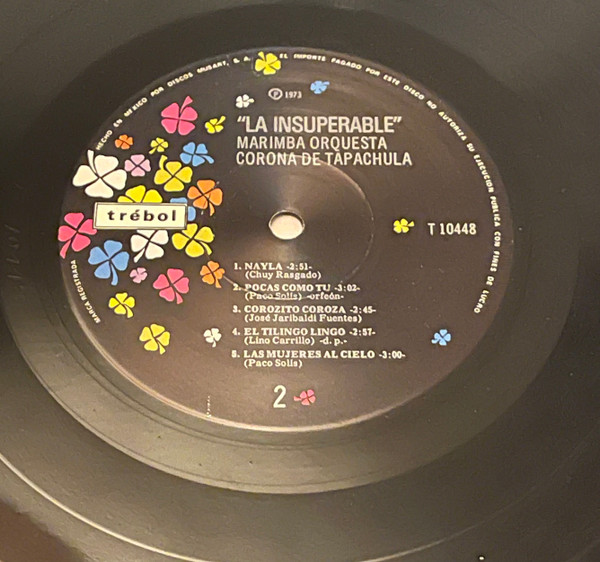 HECHO EN MEXICO POR DISCOS MUSART, S. A. EL IMPORTE PAGADO POR ESTE DISCO NO AUTORIZA SU EJECUCION PUBLICA CON FINES DE LUCRO
℗ 1973
"LA INSUPERABLE"
MARIMBA ORQUESTA
CORONA DE TAPACHULA
trébol
T 10448
MARCA REGISTRADA
1. NAYLA -2:51-
(Chuy Rasgado)
2. POCAS COMO TU -3:02-
(Paco Solis) -orfeón-
3. COROZITO COROZA -2:45-
(José Jaribaldi Fuentes)
4. EL TILINGO LINGO -2:57-
(Lino Carrillo) -d. p.-
5. LAS MUJERES AL CIELO -3:00-
(Paco Solis)
2